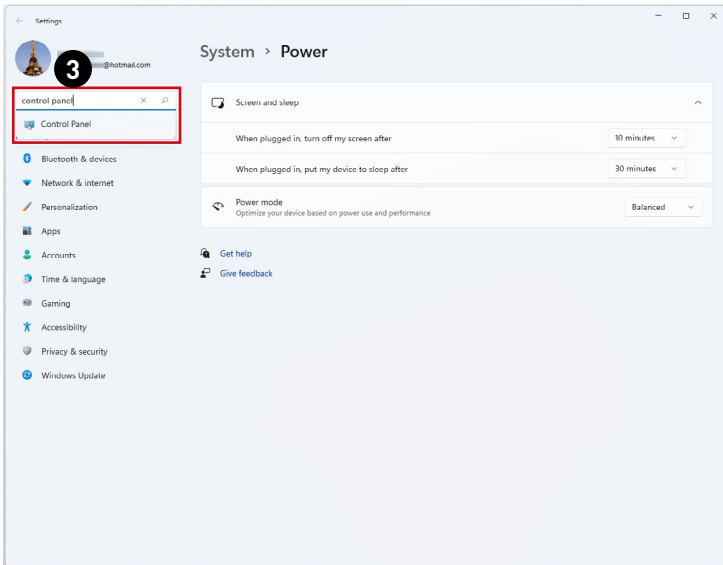 Settings
@hotmail.com
3
control panel
Control Panel
Bluetooth & devices
Network & internet
Personalization
Apps
Accounts
Time & language
Gaming
Accessibility
Privacy & security
Windows Update
System > Power
Screen and sleep
When plugged in, turn off my screen after 10 minutes
When plugged in, put my device to sleep after 30 minutes
Power mode
Optimize your device based on power use and performance
Balanced
Get help
Give feedback